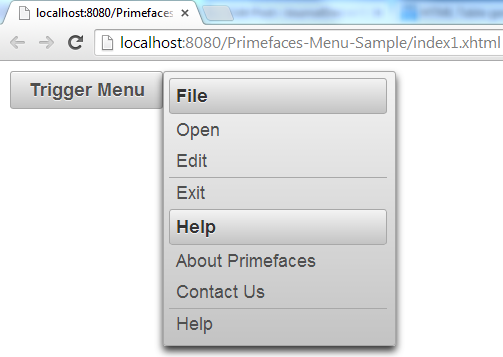 localhost:8080/Primefaces
localhost:8080/Primefaces-Menu-Sample/index1.xhtml
Trigger Menu
File
Open
Edit
Exit
Help
About Primefaces
Contact Us
Help